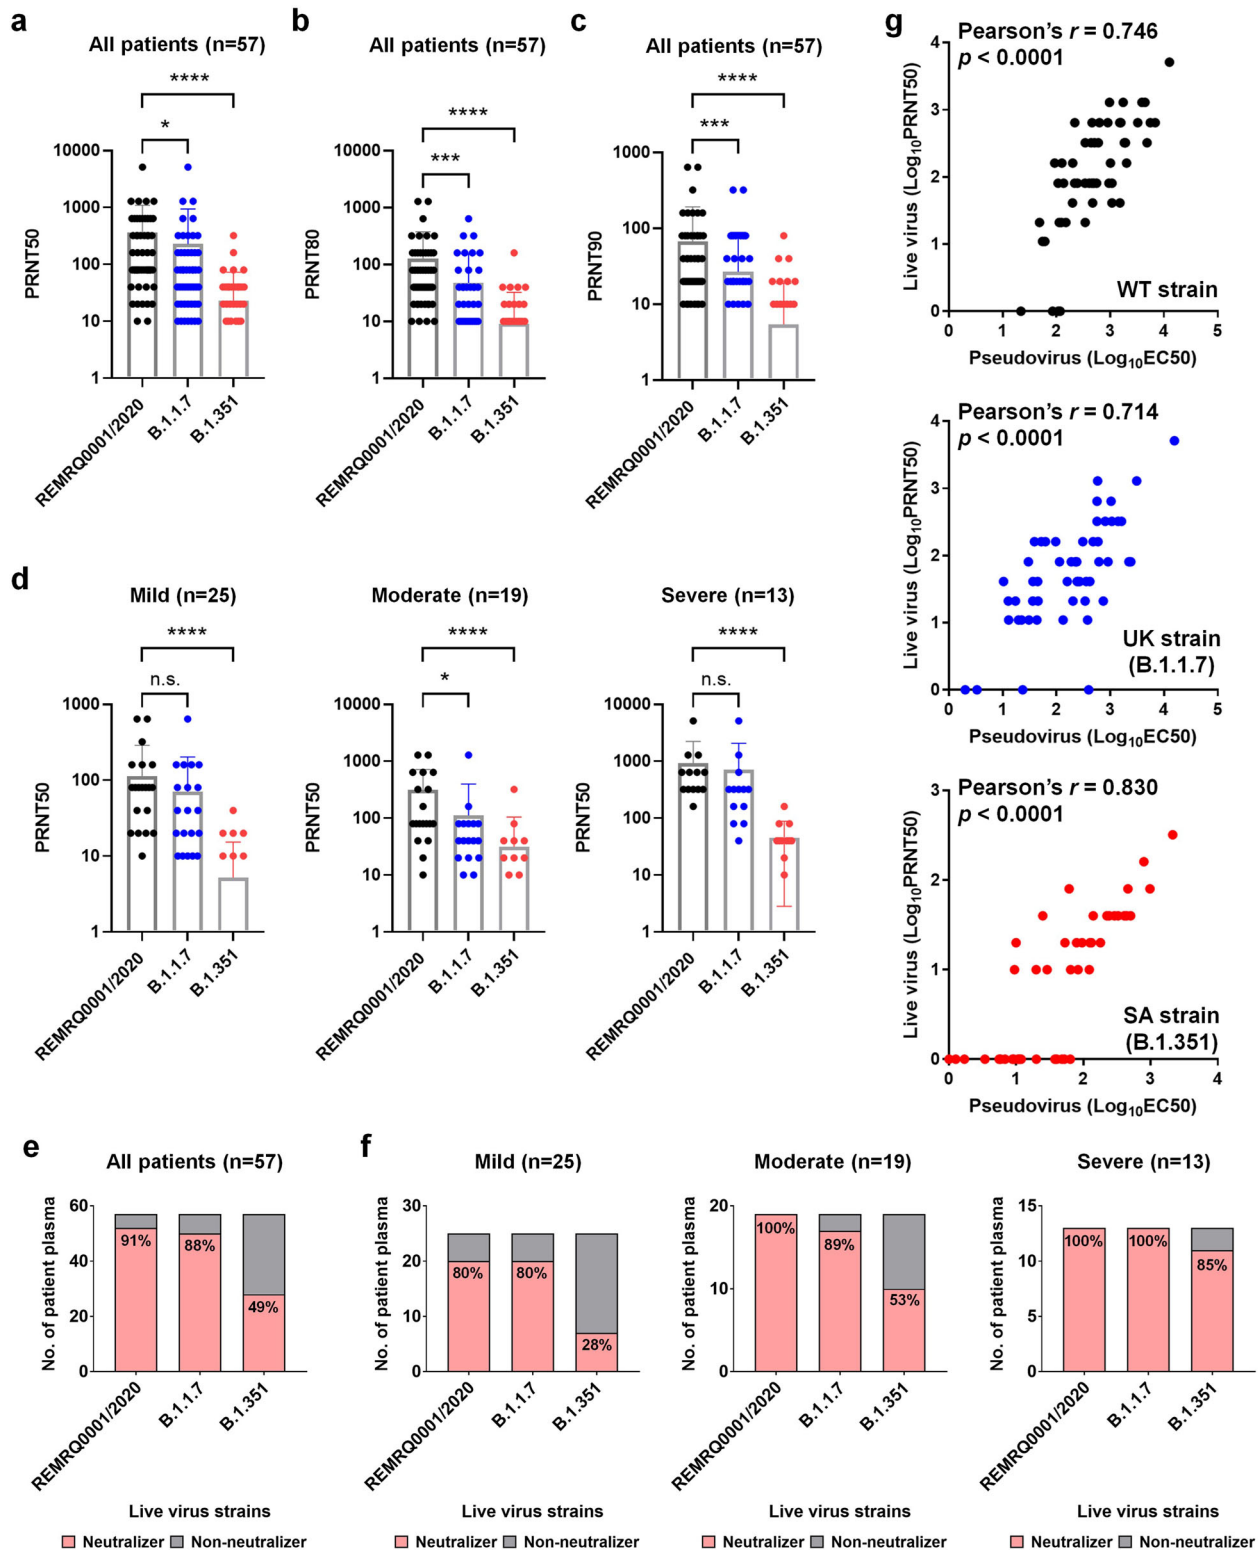 a
All patients (n=57)
****
*
PRNT50
10000
1000
100
10
1
REMRQ0001/2020
B.1.1.7
B.1.351
b
All patients (n=57)
****
***
PRNT80
10000
1000
100
10
1
REMRQ0001/2020
B.1.1.7
B.1.351
c
All patients (n=57)
****
***
PRNT90
1000
100
10
1
REMRQ0001/2020
B.1.1.7
B.1.351
d
Mild (n=25)
****
n.s.
PRNT50
1000
100
10
1
REMRQ0001/2020
B.1.1.7
B.1.351
Moderate (n=19)
****
*
PRNT50
10000
1000
100
10
1
REMRQ0001/2020
B.1.1.7
B.1.351
Severe (n=13)
****
n.s.
PRNT50
10000
1000
100
10
1
REMRQ0001/2020
B.1.1.7
B.1.351
g
Pearson's r = 0.746
p < 0.0001
Live virus (Log10PRNT50)
4
3
2
1
0
WT strain
0 1 2 3 4 5
Pseudovirus (Log10EC50)
Pearson's r = 0.714
p < 0.0001
Live virus (Log10PRNT50)
4
3
2
1
0
UK strain
(B.1.1.7)
0 1 2 3 4 5
Pseudovirus (Log10EC50)
Pearson's r = 0.830
p < 0.0001
Live virus (Log10PRNT50)
3
2
1
0
SA strain
(B.1.351)
0 1 2 3 4
Pseudovirus (Log10EC50)
e
All patients (n=57)
No. of patient plasma
60
40
20
0
91%
88%
49%
REMRQ0001/2020
B.1.1.7
B.1.351
Live virus strains
Neutralizer Non-neutralizer
f
Mild (n=25)
No. of patient plasma
30
20
10
0
80%
80%
28%
REMRQ0001/2020
B.1.1.7
B.1.351
Live virus strains
Neutralizer Non-neutralizer
Moderate (n=19)
No. of patient plasma
20
10
0
100%
89%
53%
REMRQ0001/2020
B.1.1.7
B.1.351
Live virus strains
Neutralizer Non-neutralizer
Severe (n=13)
No. of patient plasma
15
10
5
0
100%
100%
85%
REMRQ0001/2020
B.1.1.7
B.1.351
Live virus strains
Neutralizer Non-neutralizer